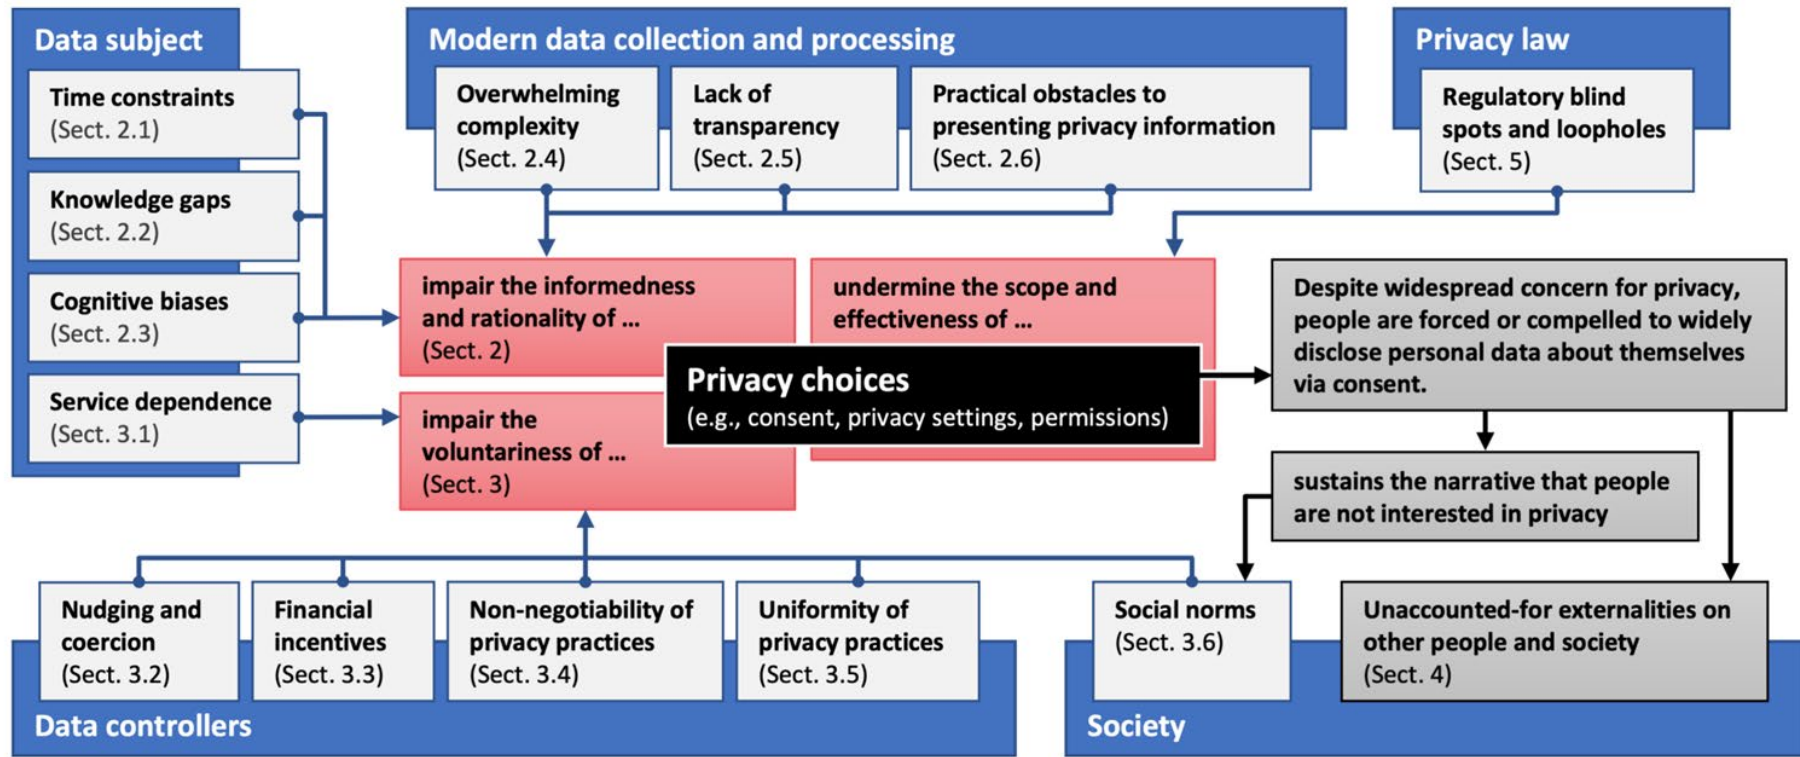 Data subject
Time constraints
(Sect. 2.1)
Knowledge gaps
(Sect. 2.2)
Cognitive biases
(Sect. 2.3)
Service dependence
(Sect. 3.1)
Modern data collection and processing
Overwhelming
complexity
(Sect. 2.4)
Lack of
transparency
(Sect. 2.5)
Practical obstacles to
presenting privacy information
(Sect. 2.6)
Privacy law
Regulatory blind
spots and loopholes
(Sect. 5)
impair the informedness
and rationality of ...
(Sect. 2)
undermine the scope and
effectiveness of ...
Privacy choices
(e.g., consent, privacy settings, permissions)
impair the
voluntariness of ...
(Sect. 3)
Despite widespread concern for privacy,
people are forced or compelled to widely
disclose personal data about themselves
via consent.
sustains the narrative that people
are not interested in privacy
Nudging and
coercion
(Sect. 3.2)
Financial
incentives
(Sect. 3.3)
Non-negotiability of
privacy practices
(Sect. 3.4)
Uniformity of
privacy practices
(Sect. 3.5)
Data controllers
Social norms
(Sect. 3.6)
Unaccounted-for externalities on
other people and society
(Sect. 4)
Society